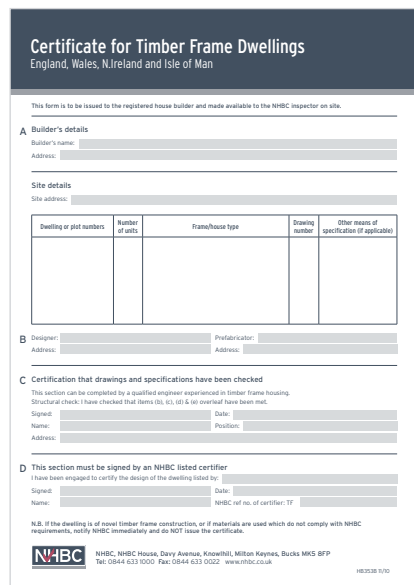 Certificate for Timber Frame Dwellings
England, Wales, N.Ireland and Isle of Man
This form is to be issued to the registered house builder and made available to the NHBC inspector on site.
A Builder's details
Builder's name:
Address:
Site details
Site address:
Dwelling or plot numbers
Number of units
Frame/house type
Drawing number
Other means of specification (if applicable)
B Designer: Prefabricator:
Address: Address:
C Certification that drawings and specifications have been checked
This section can be completed by a qualified engineer experienced in timber frame housing.
Structural check: I have checked that items (b), (c), (d) & (e) overleaf have been met.
Signed: Date:
Name: Position:
Address:
D This section must be signed by an NHBC listed certifier
I have been engaged to certify the design of the dwelling listed by:
Signed: Date:
Name: NHBC ref no. of certifier: TF
N.B. If the dwelling is of novel timber frame construction, or if materials are used which do not comply with NHBC
requirements, notify NHBC immediately and do NOT issue the certificate.
NHBC
NHBC, NHBC House, Davy Avenue, Knowlhill, Milton Keynes, Bucks MK5 8FP
Tel: 0844 633 1000 Fax: 0844 633 0022 www.nhbc.co.uk
HB353B 11/10